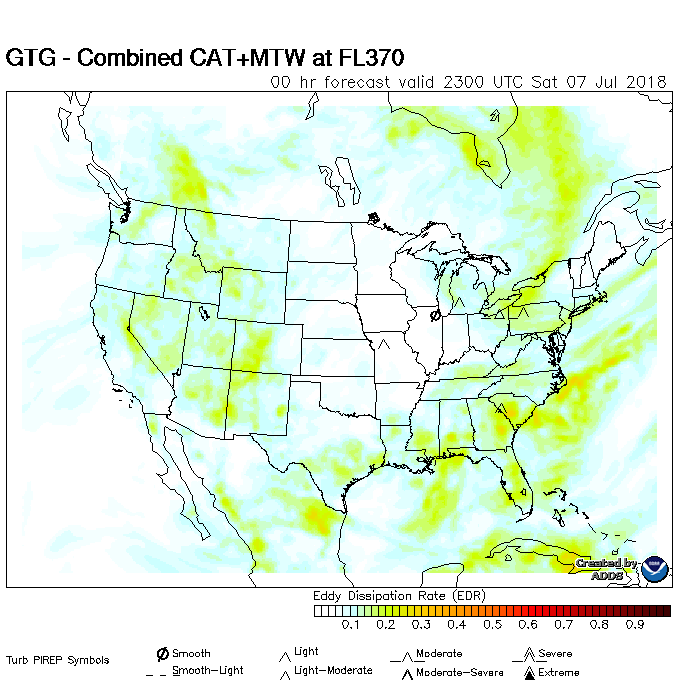 GTG - Combined CAT+MTW at FL370
00 hr forecast valid 2300 UTC Sat 07 Jul 2018
Created by
ADDS
Eddy Dissipation Rate (EDR)
0.1 0.2 0.3 0.4 0.5 0.6 0.7 0.8 0.9
Turb PIREP Symbols
Smooth Light Moderate Severe
Smooth-Light Light-Moderate Moderate-Severe Extreme